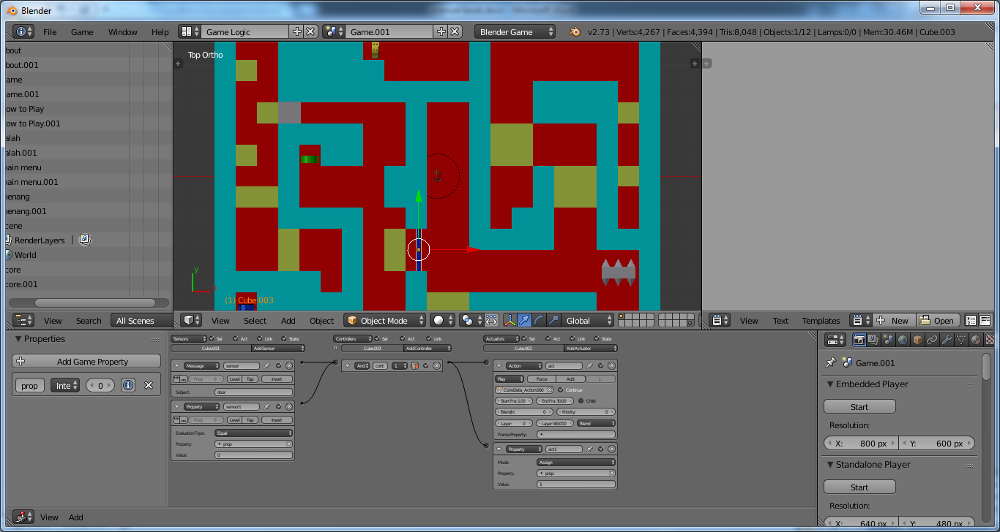 Blender
File Game Window Help Game Logic Game.001 Blender Game v2.73 | Verts:4,267 | Faces:4,394 | Tris:8,048 | Objects:1/12 | Lamps:0/0 | Mem:30.46M | Cube.003
bout
bout.001
ame
ame.001
ow to Play
ow to Play.001
alah
alah.001
nain menu
nain menu.001
nenang
nenang.001
cene
RenderLayers |
World
core
core.001
View Search All Scenes
Top Ortho
y
x
(1) Cube.003
View Select Add Object Object Mode Global
View Text Templates New Open
Properties
Add Game Property
prop Inte 0
Sensors Sel Act Link State
Cube.003 Add Sensor
Message sensor
Freq: 0 Level Tap Invert
Subject: door
Property sensor1
Freq: 0 Level Tap Invert
Evaluation Type: Equal
Property: prop
Value: 0
Controllers Sel Act Link
Cube.003 Add Controller
And cont 1
Actuators Sel Act Link State
Cube.003 Add Actuator
Action act
Play Force Add L
ConvData_Action.000 Continue
Start Fra: 1.00 End Fra: 30.00 Child
Blendin: 0 Priority: 0
Layer: 0 Layer W0.000 Blend
Frame Property:
Property act1
Mode: Assign
Property: prop
Value: 1
Game.001
Embedded Player
Start
Resolution:
X: 800 px Y: 600 px
Standalone Player
Start
Resolution:
X: 640 px Y: 480 px
View Add